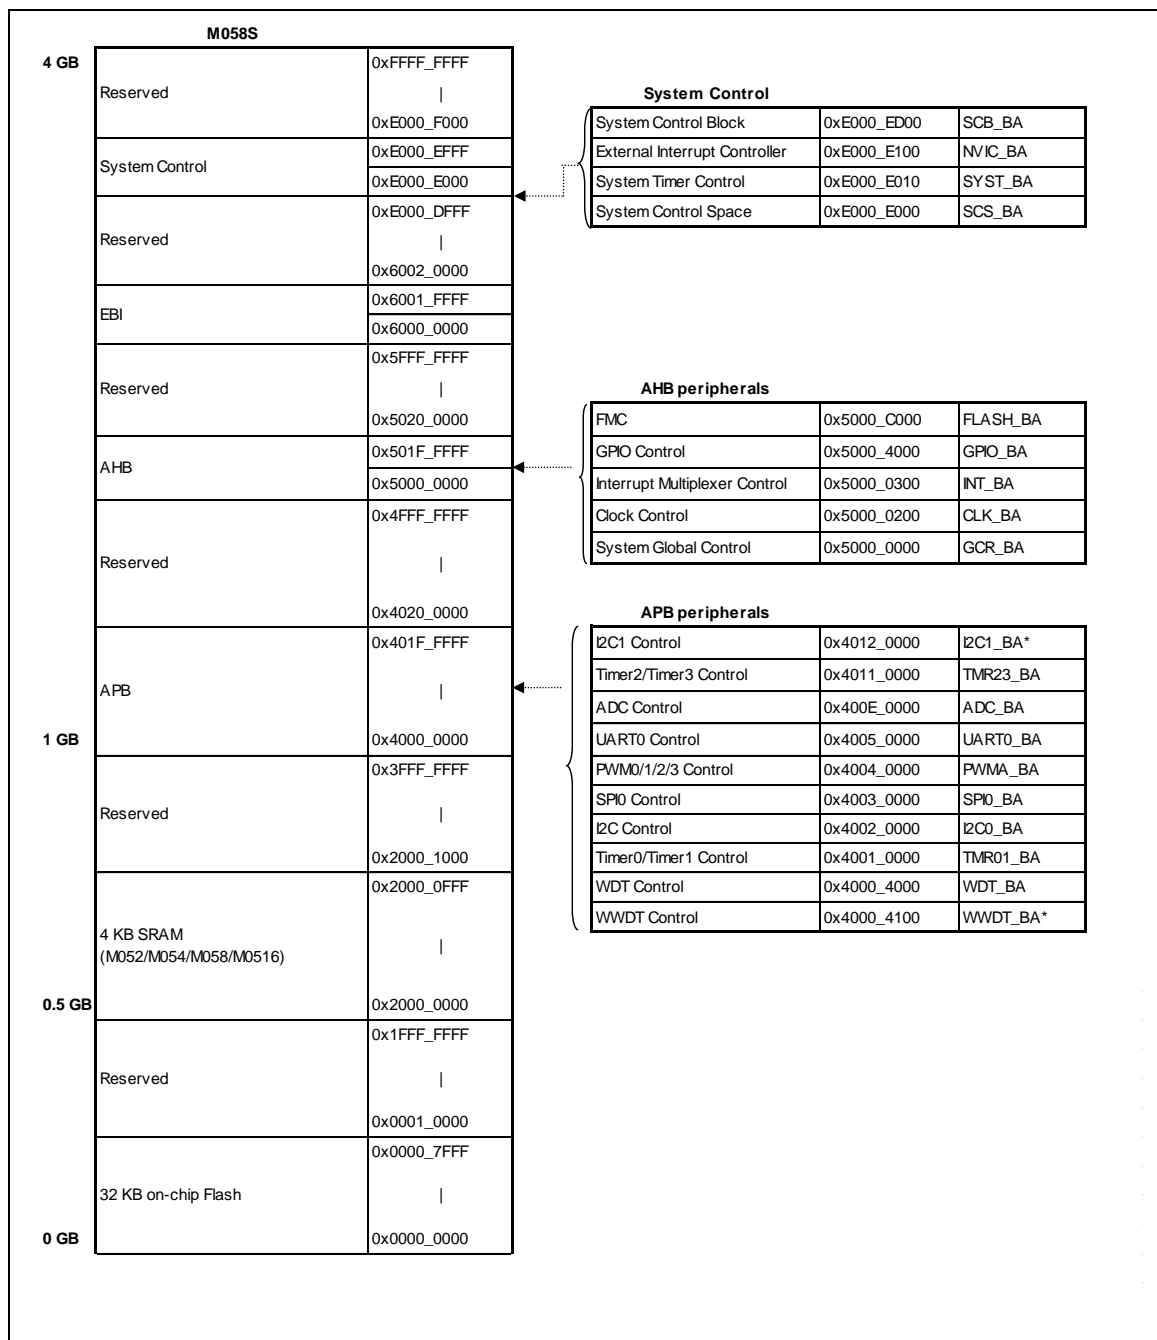 M058S
4 GB
Reserved
0xFFFF_FFFF
|
0xE000_F000
System Control
0xE000_EFFF
0xE000_E000
Reserved
0xE000_DFFF
|
0x6002_0000
EBI
0x6001_FFFF
0x6000_0000
Reserved
0x5FFF_FFFF
|
0x5020_0000
AHB
0x501F_FFFF
0x5000_0000
Reserved
0x4FFF_FFFF
|
0x4020_0000
APB
0x401F_FFFF
|
1 GB
0x4000_0000
Reserved
0x3FFF_FFFF
|
0x2000_1000
4 KB SRAM
(M052/M054/M058/M0516)
0x2000_0FFF
|
0.5 GB
0x2000_0000
Reserved
0x1FFF_FFFF
|
0x0001_0000
32 KB on-chip Flash
0x0000_7FFF
|
0 GB
0x0000_0000
System Control
System Control Block 0xE000_ED00 SCB_BA
External Interrupt Controller 0xE000_E100 NVIC_BA
System Timer Control 0xE000_E010 SYST_BA
System Control Space 0xE000_E000 SCS_BA
AHB peripherals
FMC 0x5000_C000 FLASH_BA
GPIO Control 0x5000_4000 GPIO_BA
Interrupt Multiplexer Control 0x5000_0300 INT_BA
Clock Control 0x5000_0200 CLK_BA
System Global Control 0x5000_0000 GCR_BA
APB peripherals
I2C1 Control 0x4012_0000 I2C1_BA*
Timer2/Timer3 Control 0x4011_0000 TMR23_BA
ADC Control 0x400E_0000 ADC_BA
UART0 Control 0x4005_0000 UART0_BA
PWM0/1/2/3 Control 0x4004_0000 PWMA_BA
SPI0 Control 0x4003_0000 SPI0_BA
I2C Control 0x4002_0000 I2C0_BA
Timer0/Timer1 Control 0x4001_0000 TMR01_BA
WDT Control 0x4000_4000 WDT_BA
WWDT Control 0x4000_4100 WWDT_BA*